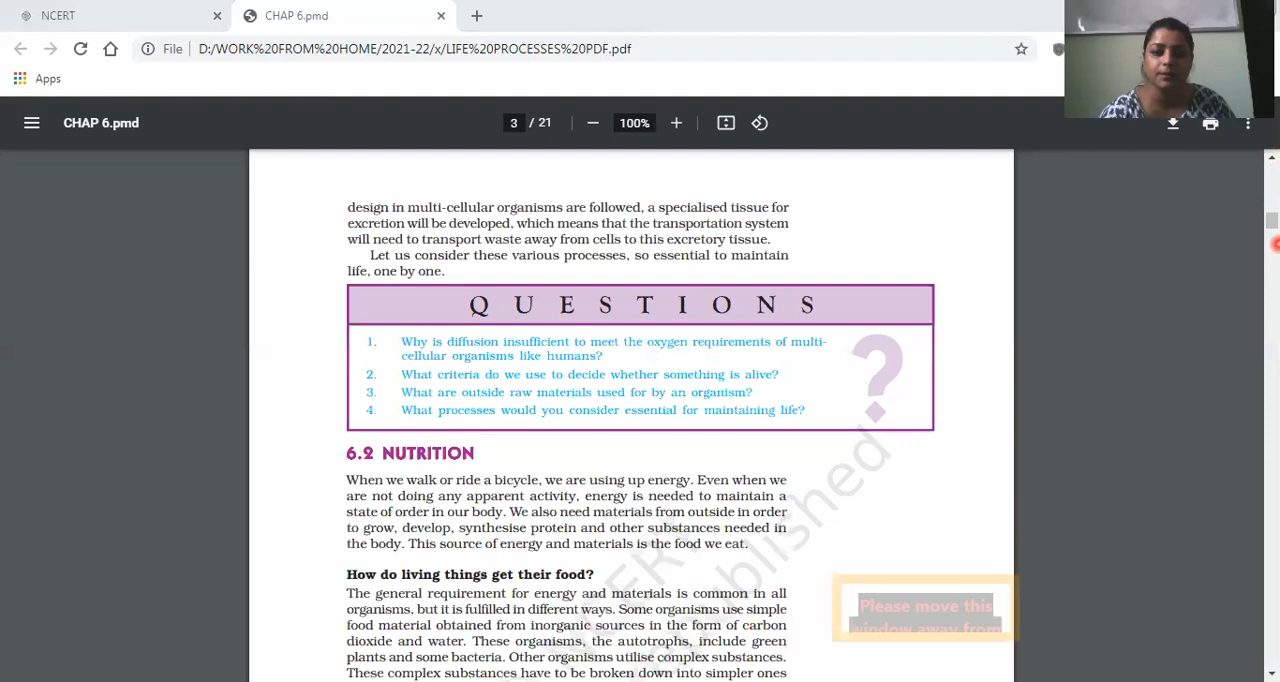 NCERT
CHAP 6.pmd
File
D:/WORK%20FROM%20HOME/2021-22/x/LIFE%20PROCESSES%20PDF.pdf
Apps
CHAP 6.pmd
3 / 21
100%
design in multi-cellular organisms are followed, a specialised tissue for
excretion will be developed, which means that the transportation system
will need to transport waste away from cells to this excretory tissue.
Let us consider these various processes, so essential to maintain
life, one by one.
QUESTIONS
?
1. Why is diffusion insufficient to meet the oxygen requirements of multi-
cellular organisms like humans?
2. What criteria do we use to decide whether something is alive?
3. What are outside raw materials used for by an organism?
4. What processes would you consider essential for maintaining life?
6.2 NUTRITION
When we walk or ride a bicycle, we are using up energy. Even when we
are not doing any apparent activity, energy is needed to maintain a
state of order in our body. We also need materials from outside in order
to grow, develop, synthesise protein and other substances needed in
the body. This source of energy and materials is the food we eat.
How do living things get their food?
The general requirement for energy and materials is common in all
organisms, but it is fulfilled in different ways. Some organisms use simple
food material obtained from inorganic sources in the form of carbon
dioxide and water. These organisms, the autotrophs, include green
plants and some bacteria. Other organisms utilise complex substances.
These complex substances have to be broken down into simpler ones
Please move this
window away from